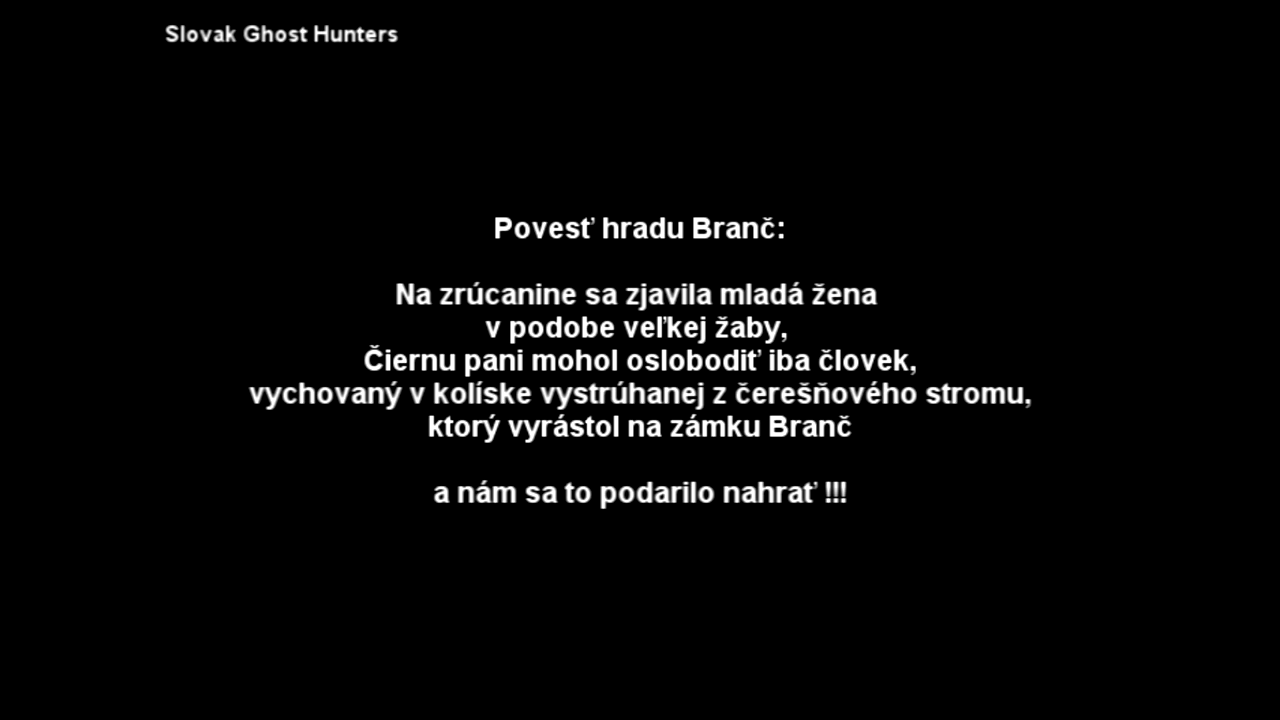 Slovak Ghost Hunters
Povesť hradu Branč:
Na zrúcanine sa zjavila mladá žena
v podobe veľkej žaby,
Čiernu pani mohol oslobodiť iba človek,
vychovaný v kolíske vystrúhanej z čerešňového stromu,
ktorý vyrástol na zámku Branč
a nám sa to podarilo nahrať !!!